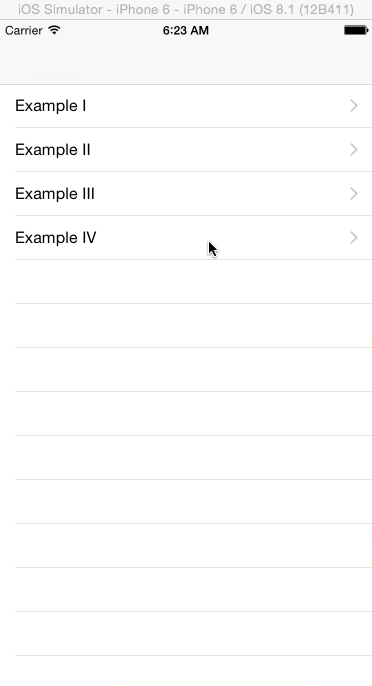 iOS Simulator - iPhone 6 - iPhone 6 / iOS 8.1 (12B411)
Carrier 6:23 AM
Example I
Example II
Example III
Example IV